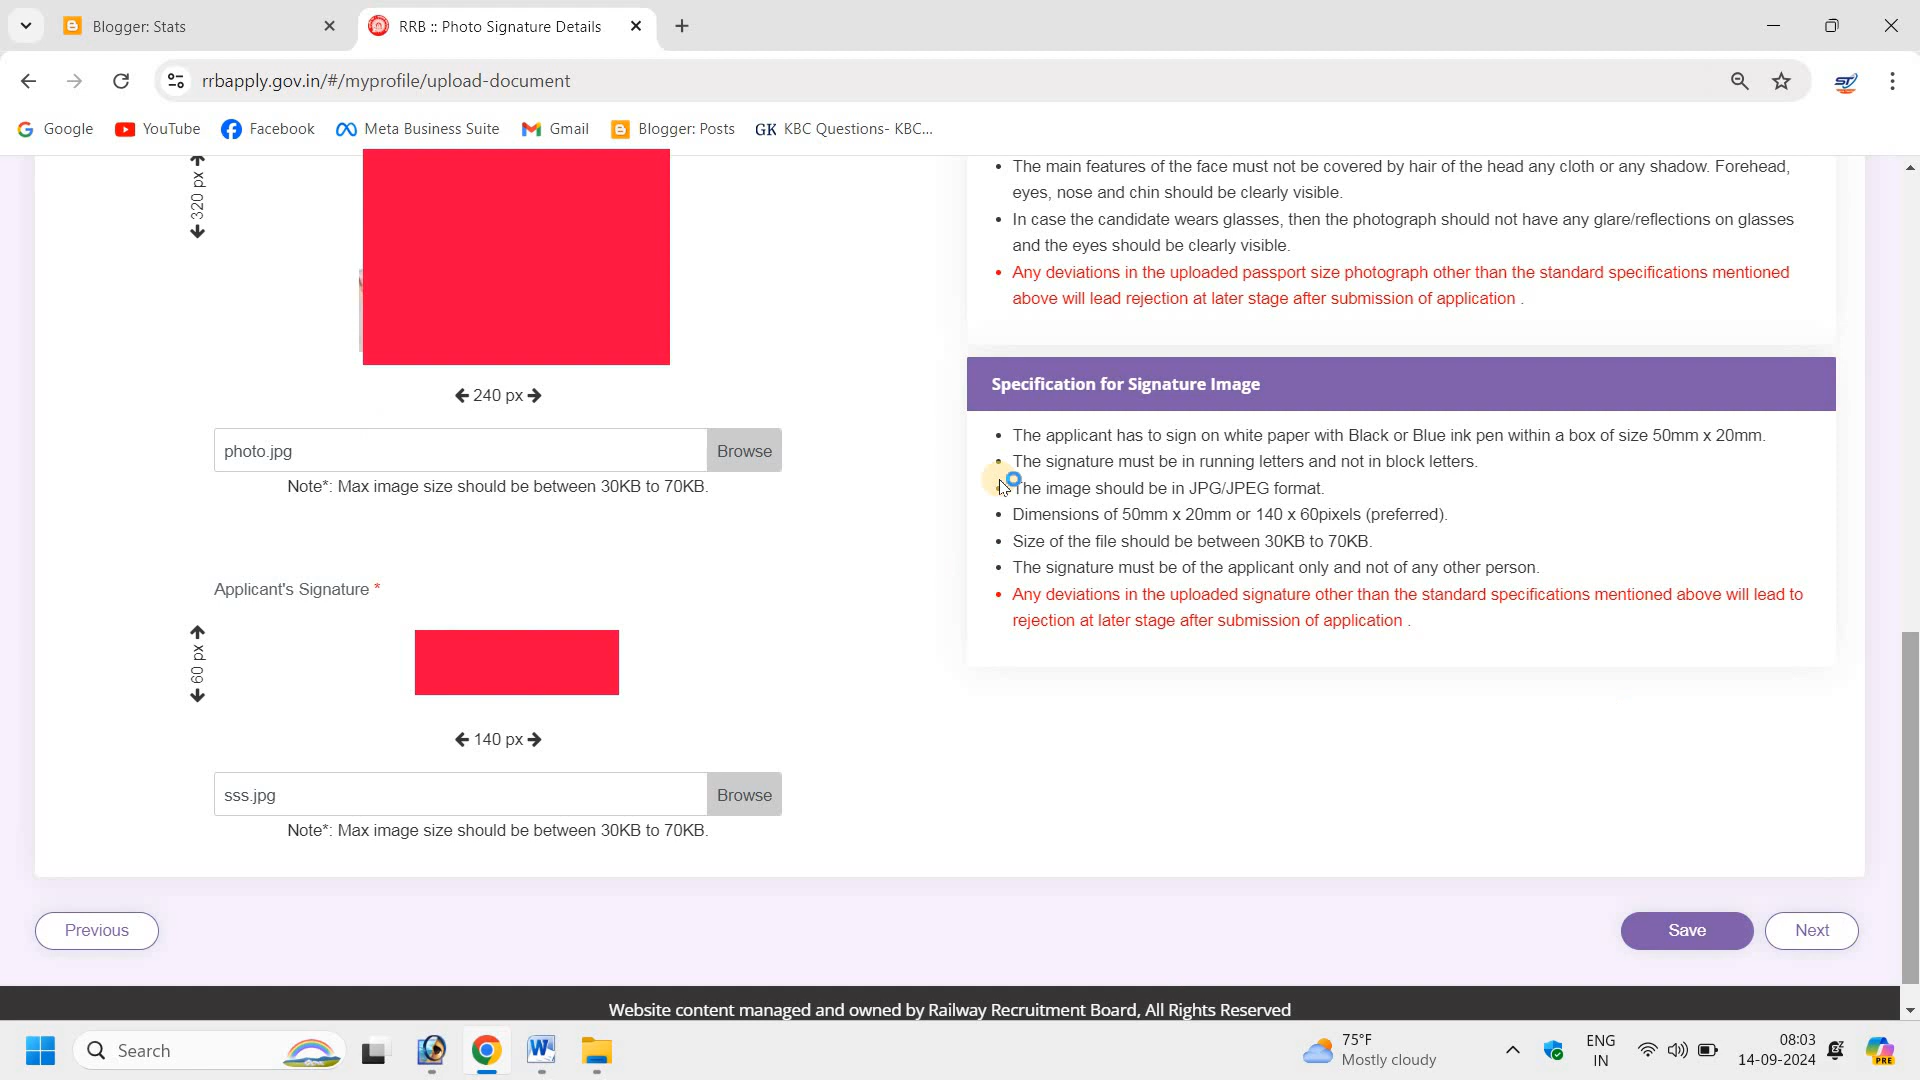 Blogger: Stats
RRB :: Photo Signature Details
rrbapply.gov.in/#/myprofile/upload-document
Google
YouTube
Facebook
Meta Business Suite
Gmail
Blogger: Posts
GK KBC Questions- KBC...
320 px
240 px
photo.jpg
Browse
Note*: Max image size should be between 30KB to 70KB.
Applicant's Signature *
60 px
140 px
sss.jpg
Browse
Note*: Max image size should be between 30KB to 70KB.
• The main features of the face must not be covered by hair of the head any cloth or any shadow. Forehead,
eyes, nose and chin should be clearly visible.
• In case the candidate wears glasses, then the photograph should not have any glare/reflections on glasses
and the eyes should be clearly visible.
• Any deviations in the uploaded passport size photograph other than the standard specifications mentioned
above will lead rejection at later stage after submission of application .
Specification for Signature Image
• The applicant has to sign on white paper with Black or Blue ink pen within a box of size 50mm x 20mm.
• The signature must be in running letters and not in block letters.
• The image should be in JPG/JPEG format.
• Dimensions of 50mm x 20mm or 140 x 60pixels (preferred).
• Size of the file should be between 30KB to 70KB.
• The signature must be of the applicant only and not of any other person.
• Any deviations in the uploaded signature other than the standard specifications mentioned above will lead to
rejection at later stage after submission of application .
Previous
Save
Next
Website content managed and owned by Railway Recruitment Board, All Rights Reserved
Search
75°F
Mostly cloudy
ENG
IN
08:03
14-09-2024
PRE